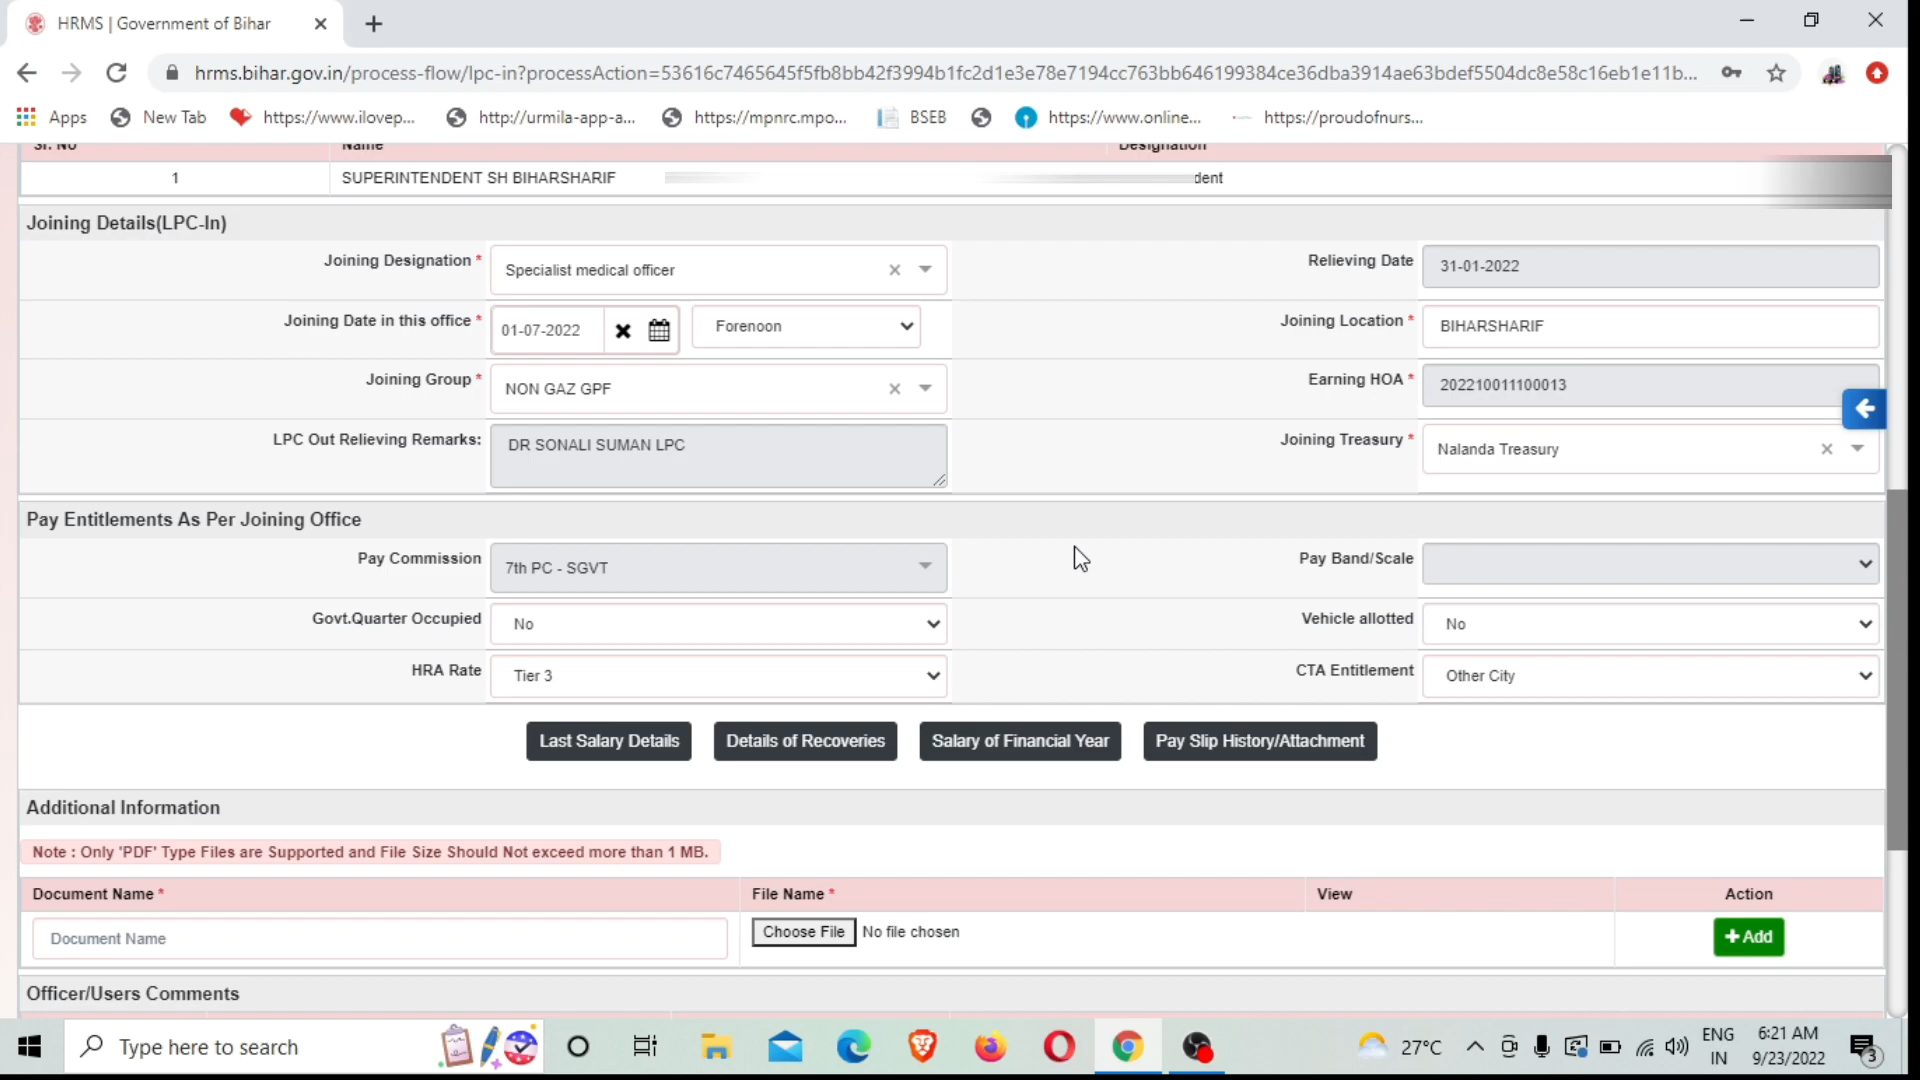 HRMS | Government of Bihar
hrms.bihar.gov.in/process-flow/lpc-in?processAction=53616c7465645f5fb8bb42f3994b1fc2d1e3e78e7194cc763bb646199384ce36dba3914ae63bdef5504dc8e58c16eb1e11b...
Apps New Tab https://www.ilovep... http://urmila-app-a... https://mpnrc.mpo... BSEB https://www.online... https://proudofnurs...
Sr. No Name Designation
1 SUPERINTENDENT SH BIHARSHARIF dent
Joining Details(LPC-In)
Joining Designation * Specialist medical officer Relieving Date 31-01-2022
Joining Date in this office * 01-07-2022 Forenoon Joining Location * BIHARSHARIF
Joining Group * NON GAZ GPF Earning HOA * 202210011100013
LPC Out Relieving Remarks: DR SONALI SUMAN LPC Joining Treasury * Nalanda Treasury
Pay Entitlements As Per Joining Office
Pay Commission 7th PC - SGVT Pay Band/Scale
Govt.Quarter Occupied No Vehicle allotted No
HRA Rate Tier 3 CTA Entitlement Other City
Last Salary Details Details of Recoveries Salary of Financial Year Pay Slip History/Attachment
Additional Information
Note : Only 'PDF' Type Files are Supported and File Size Should Not exceed more than 1 MB.
Document Name * File Name * View Action
Document Name Choose File No file chosen +Add
Officer/Users Comments
Type here to search 27°C ENG 6:21 AM
IN 9/23/2022 3